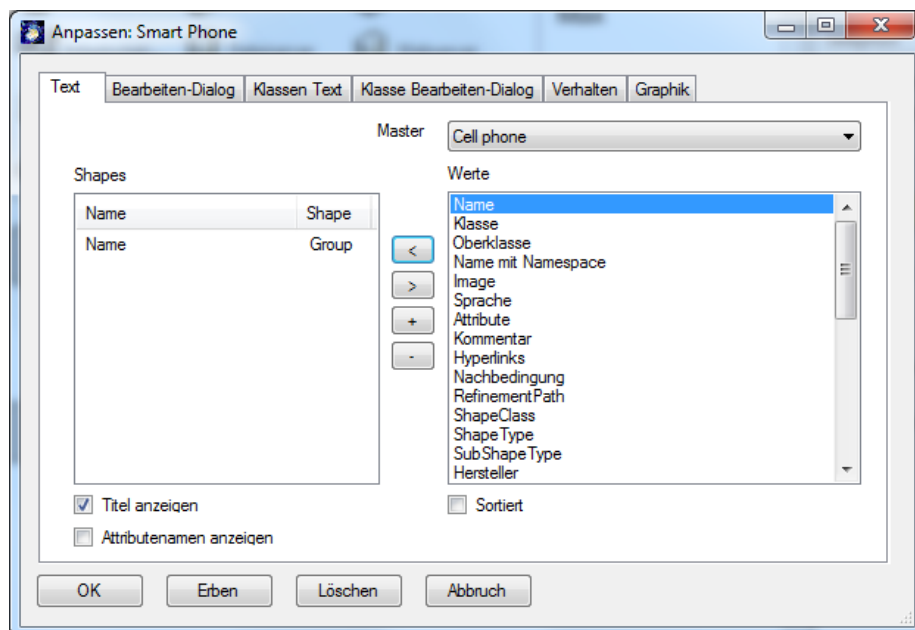 Anpassen: Smart Phone
Text Bearbeiten-Dialog Klassen Text Klasse Bearbeiten-Dialog Verhalten Graphik
Master Cell phone
Shapes
Name Shape
Name Group
<
>
+
-
Werte
Name
Klasse
Oberklasse
Name mit Namespace
Image
Sprache
Attribute
Kommentar
Hyperlinks
Nachbedingung
RefinementPath
ShapeClass
ShapeType
SubShapeType
Hersteller
Titel anzeigen
Sortiert
Attributenamen anzeigen
OK Erben Löschen Abbruch